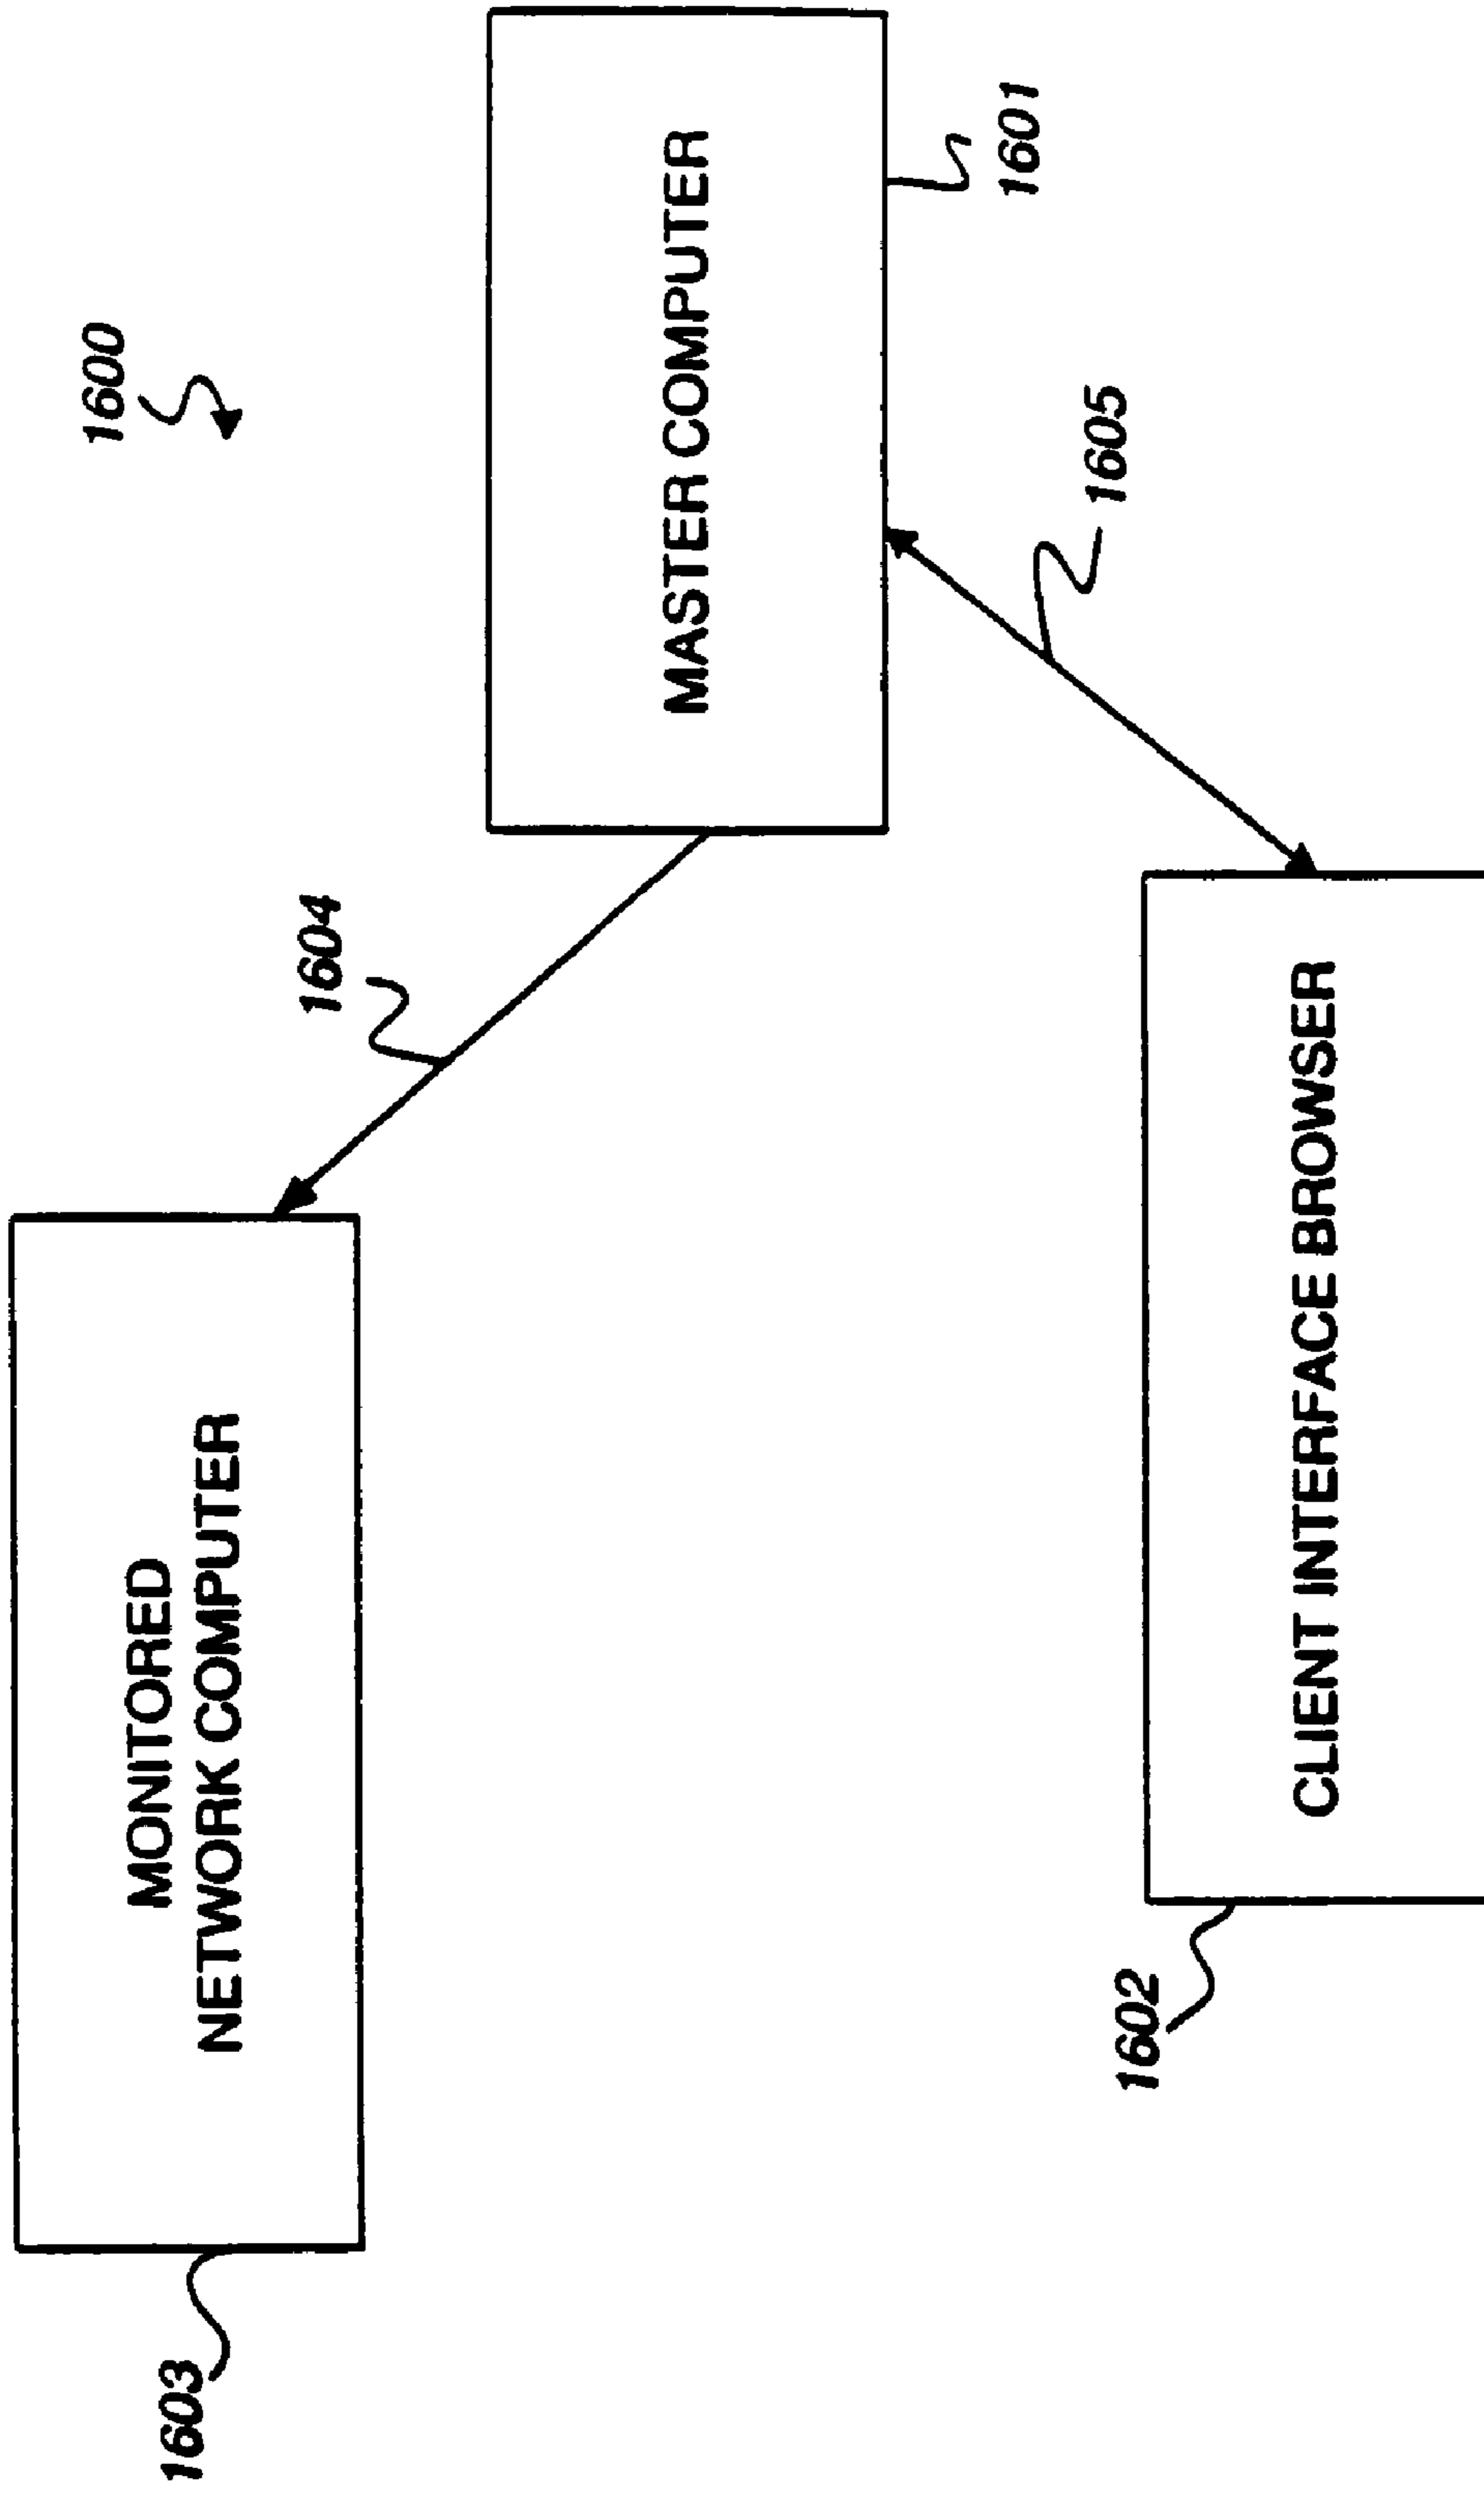 1600
1603
MONITORED
NETWORK COMPUTER
1604
MASTER COMPUTER
1601
1605
1602
CLIENT INTERFACE BROWSER